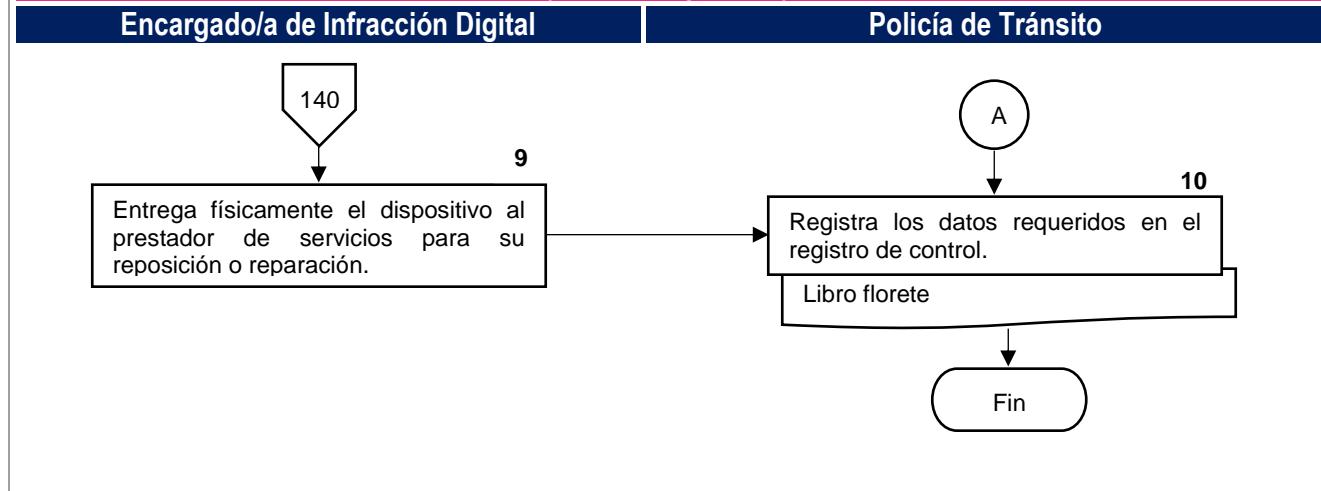 Encargado/a de Infracción Digital
Policía de Tránsito
140
A
9
10
Entrega físicamente el dispositivo al
prestador de servicios para su
reposición o reparación.
Registra los datos requeridos en el
registro de control.
Libro florete
Fin